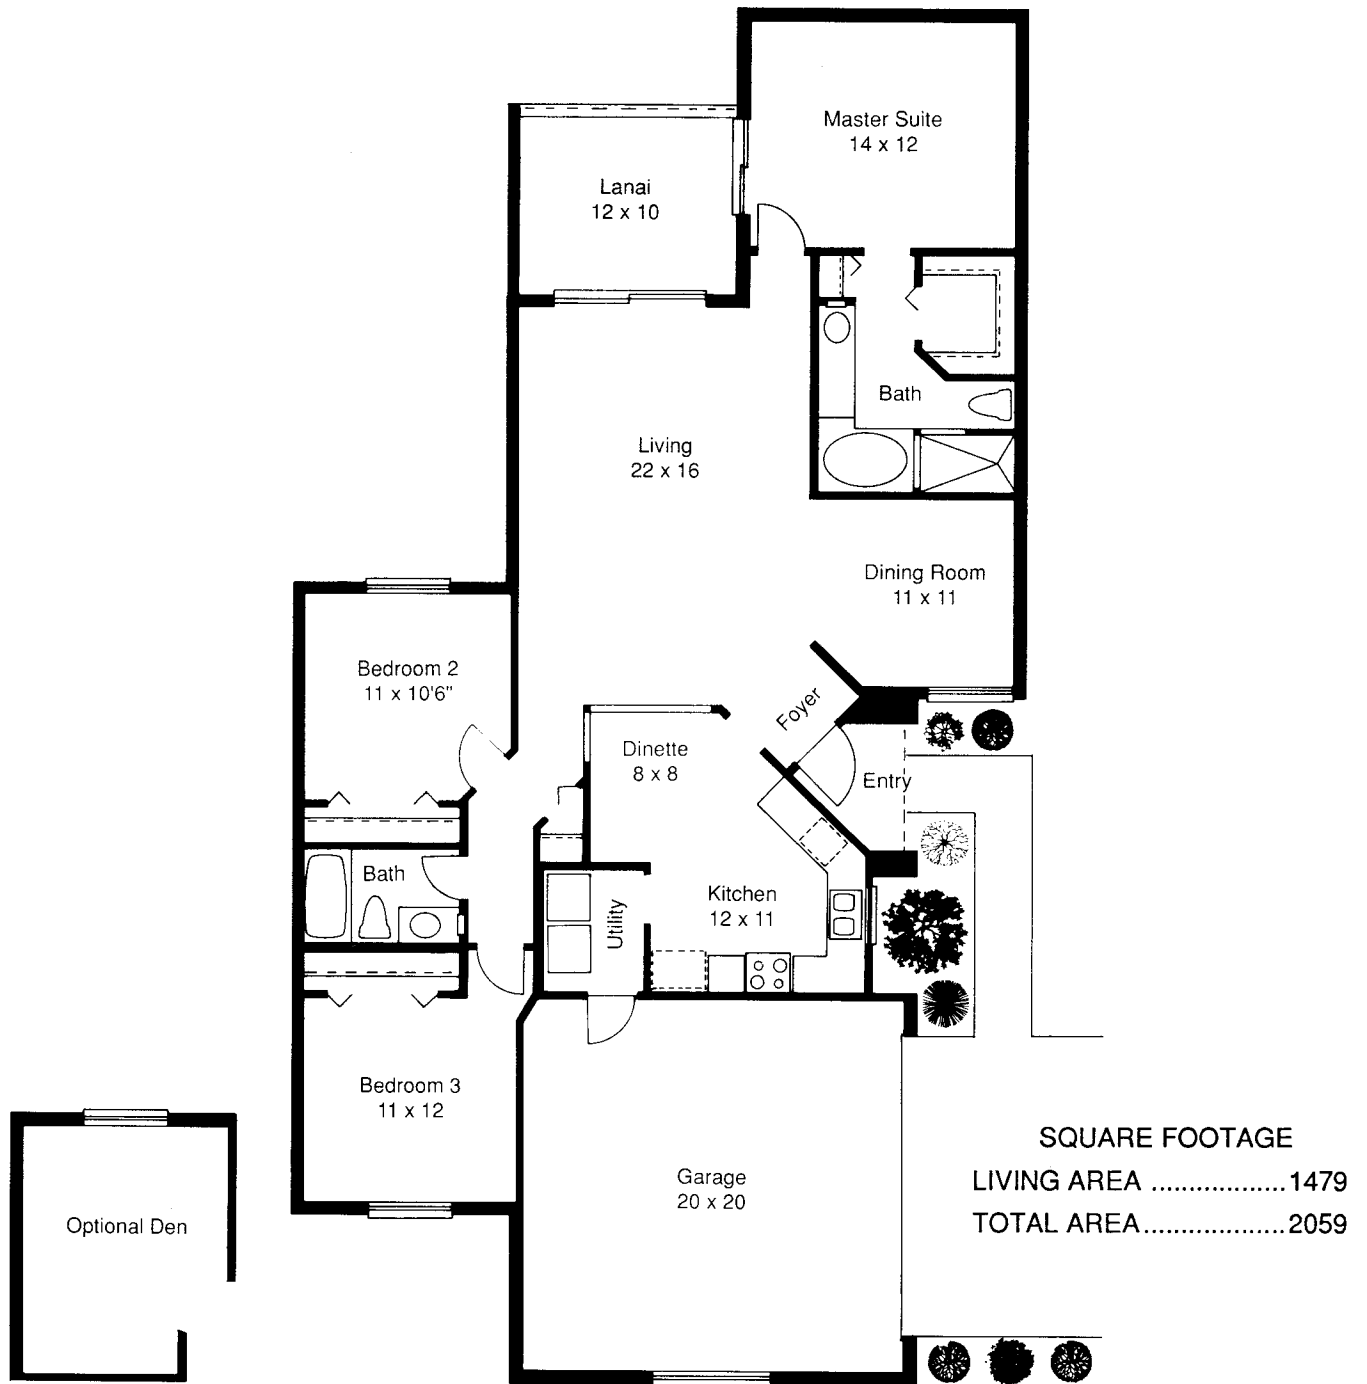 Master Suite
14 x 12
Lanai
12 x 10
Bath
Living
22 x 16
Dining Room
11 x 11
Bedroom 2
11 x 10'6"
Foyer
Dinette
8 x 8
Entry
Bath
Kitchen
12 x 11
Utility
Bedroom 3
11 x 12
Garage
20 x 20
Optional Den
SQUARE FOOTAGE
LIVING AREA ..................1479
TOTAL AREA...................2059